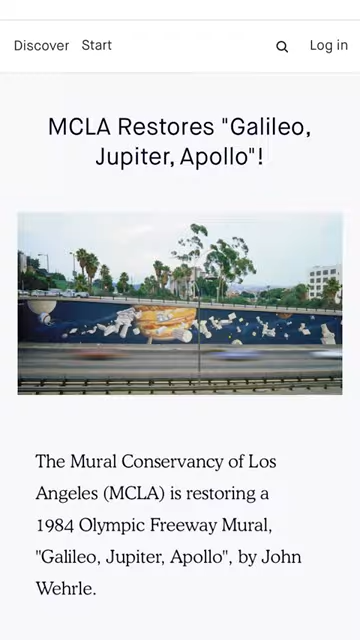 Discover Start Log in
MCLA Restores "Galileo,
Jupiter, Apollo"!
The Mural Conservancy of Los
Angeles (MCLA) is restoring a
1984 Olympic Freeway Mural,
"Galileo, Jupiter, Apollo", by John
Wehrle.